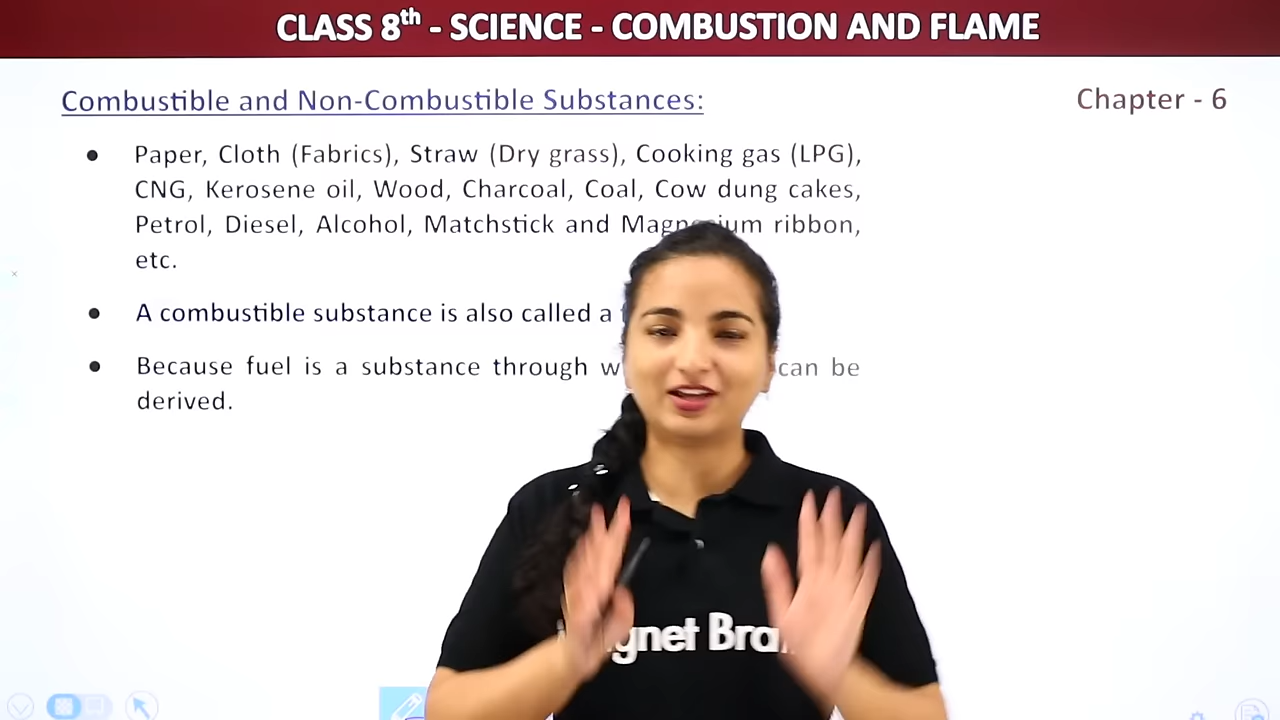 CLASS 8th - SCIENCE - COMBUSTION AND FLAME
Combustible and Non-Combustible Substances:
Chapter - 6
● Paper, Cloth (Fabrics), Straw (Dry grass), Cooking gas (LPG),
CNG, Kerosene oil, Wood, Charcoal, Coal, Cow dung cakes,
Petrol, Diesel, Alcohol, Matchstick and Magnesium ribbon,
etc.
● A combustible substance is also called a
● Because fuel is a substance through can be
derived.